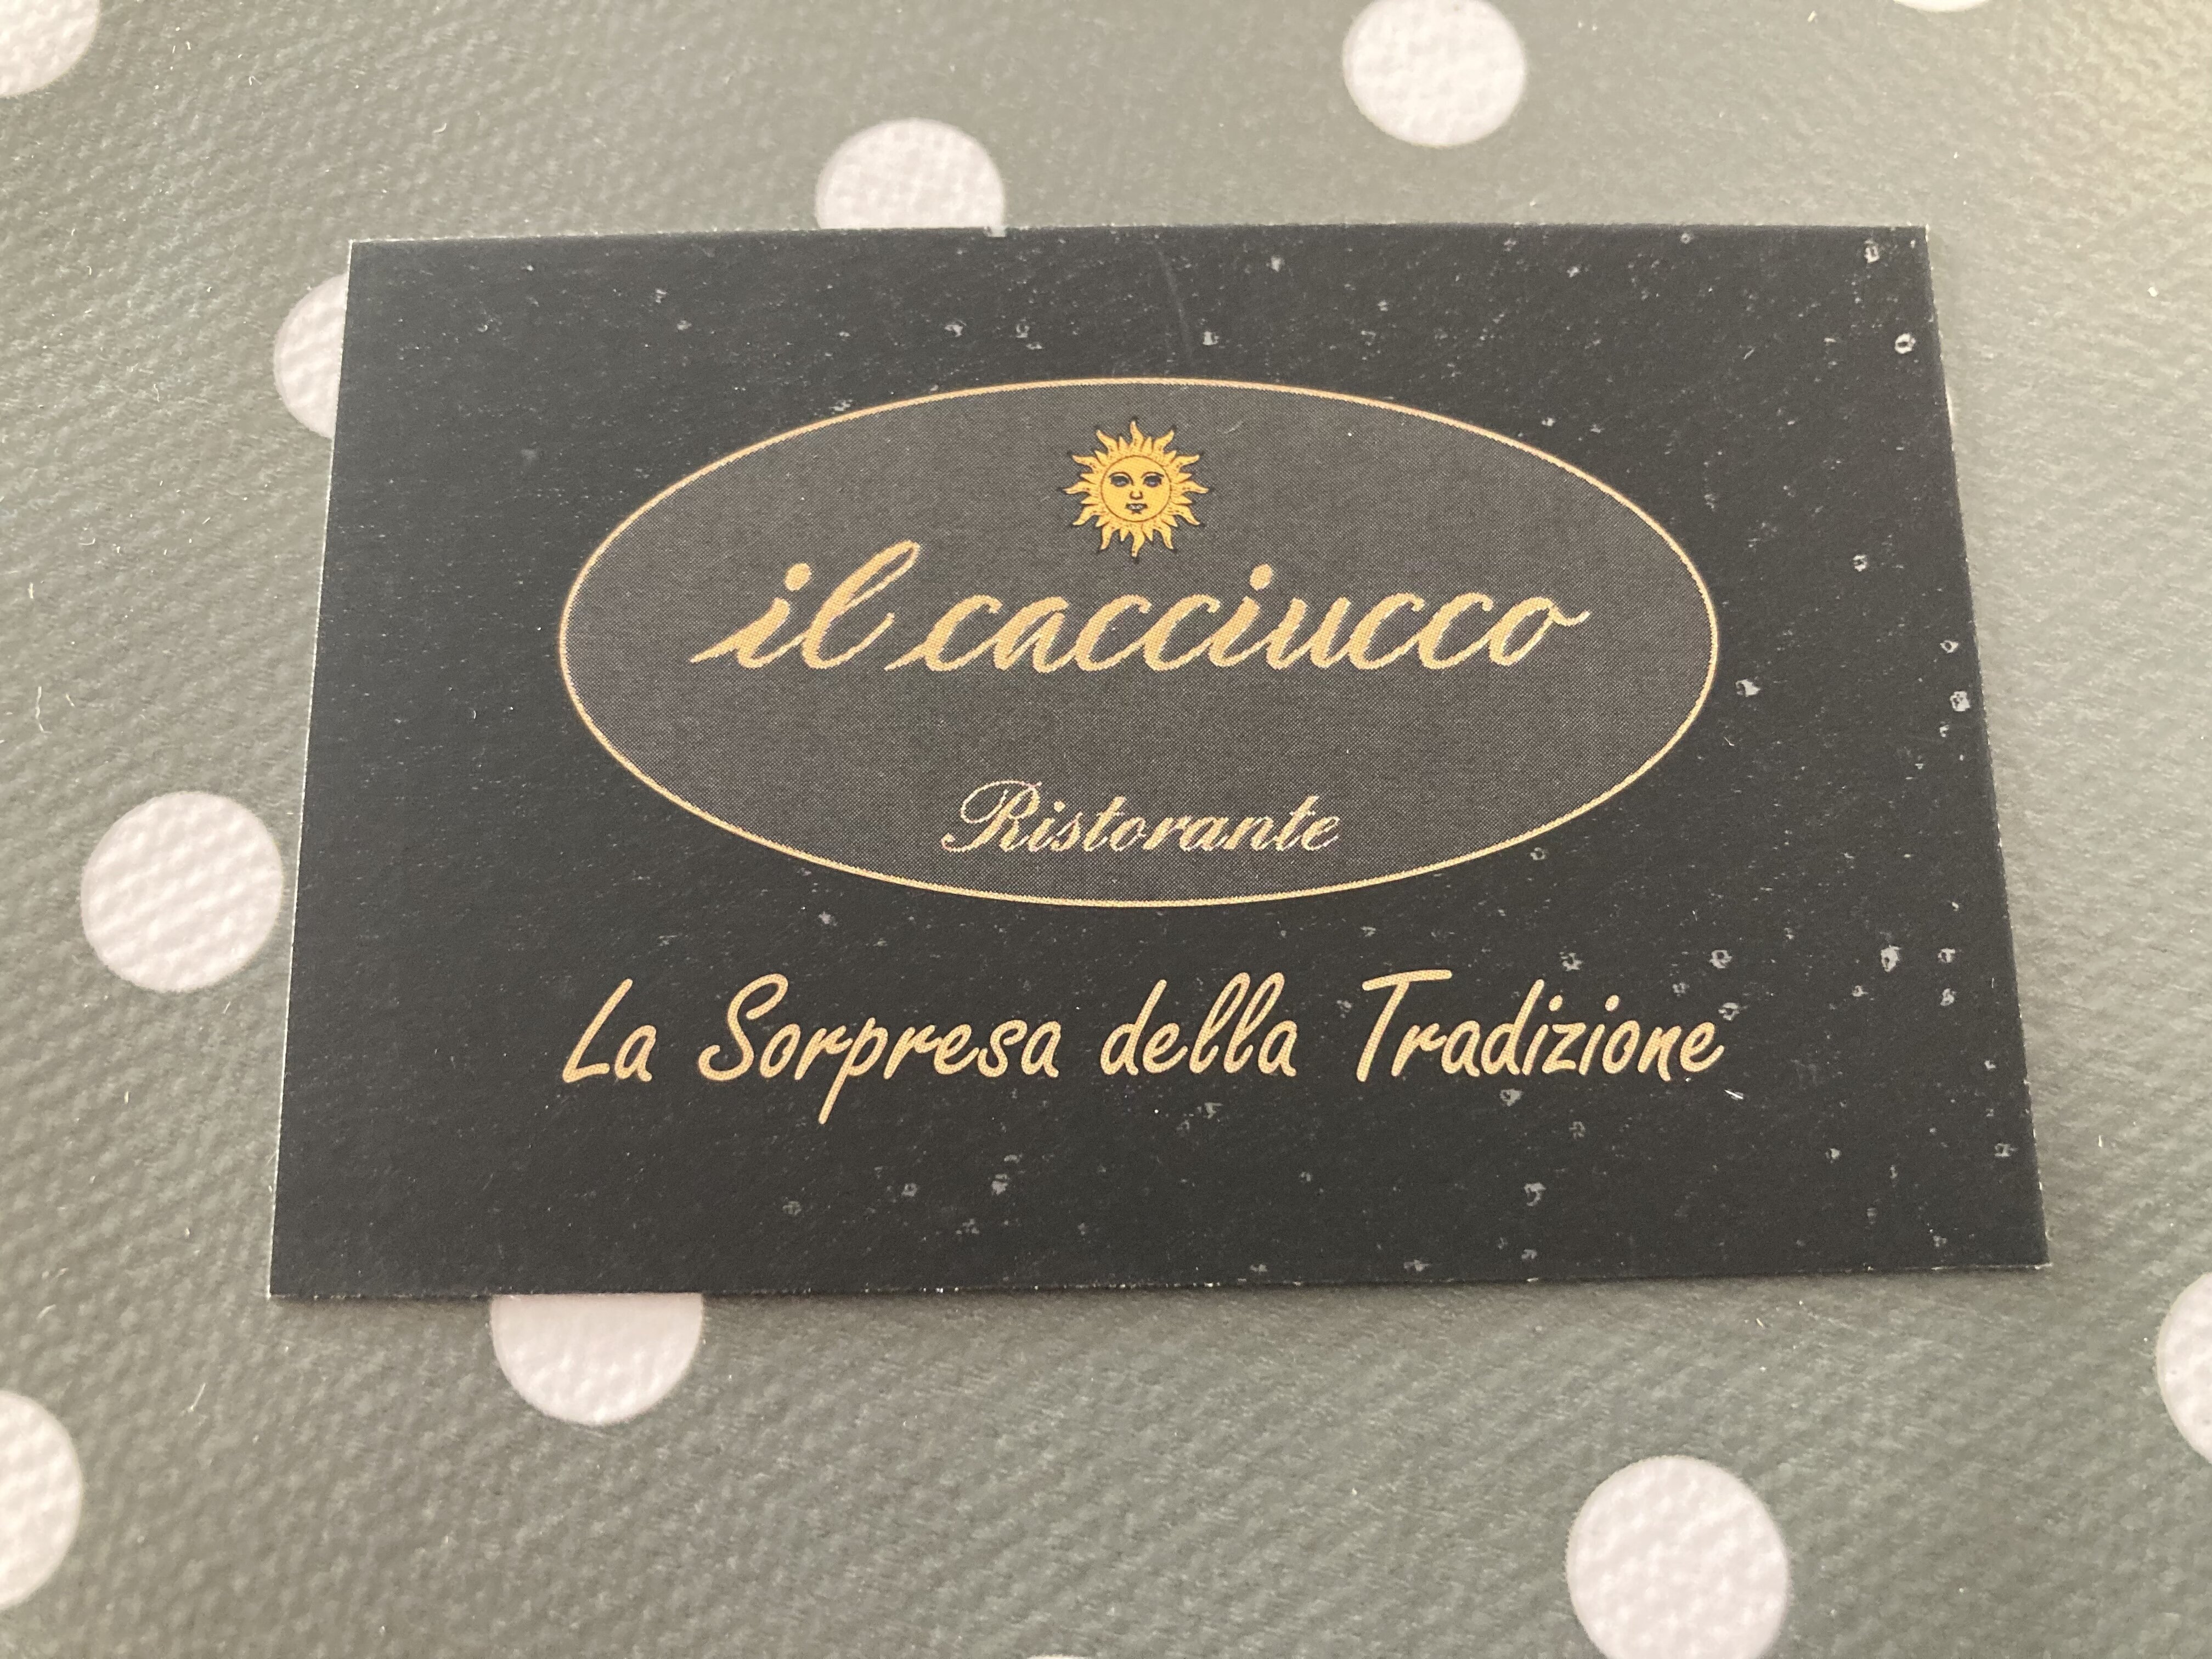 il cacciucco
Ristorante
La Sorpresa della Tradizione